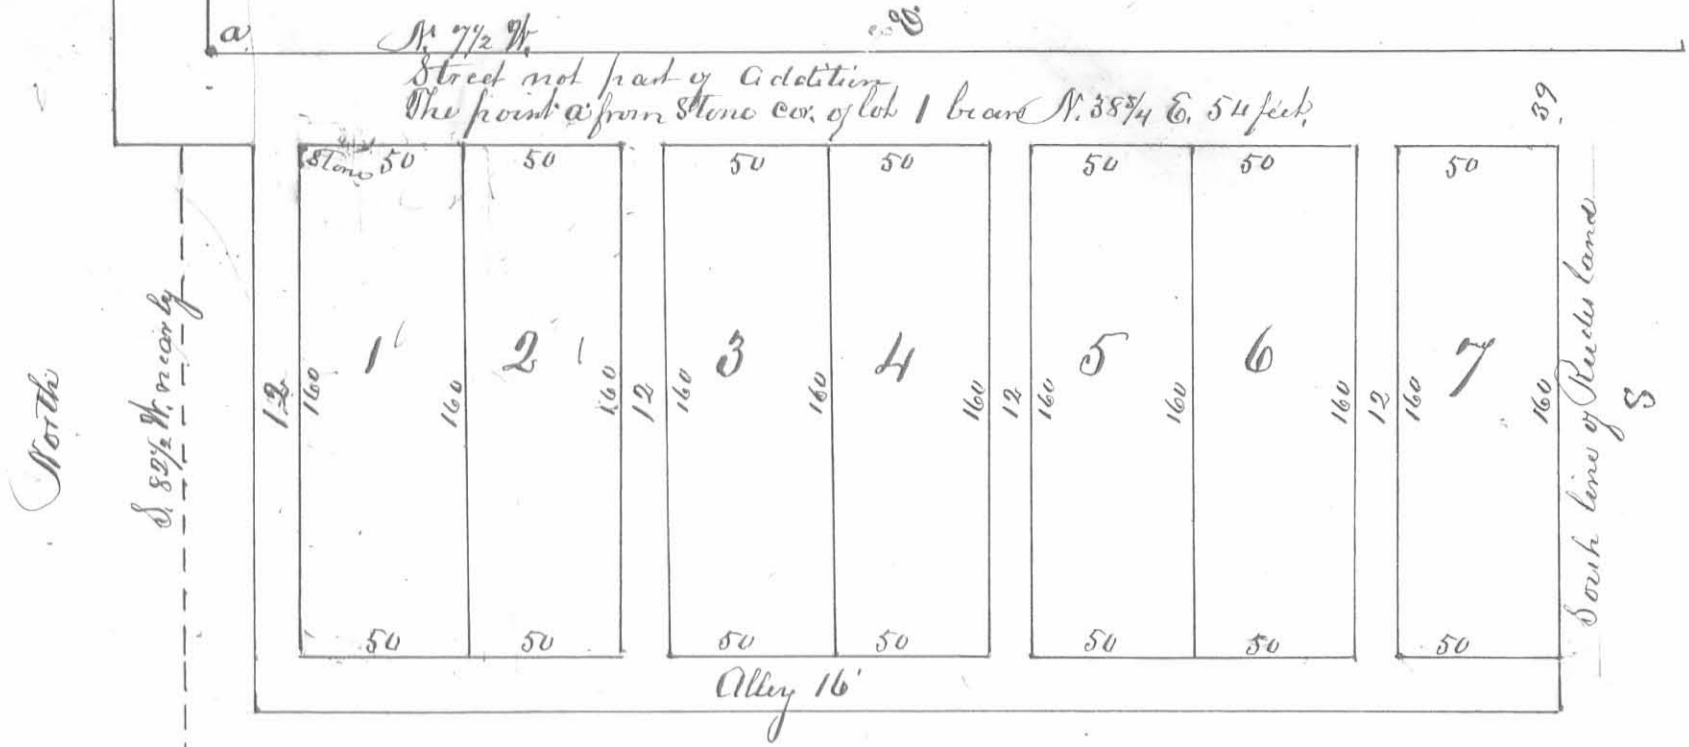 a
N. 7½ W.
E.
Street not part of addition
The point a from Stone cor. of lot 1 bears N. 38¾ E. 54 feet.
39.
Stone 50 50 50 50 50 50 50
North
S. 82½ W. nearly
12 160 1 160 2 160 12 160 3 160 4 160 12 160 5 160 6 160 12 160 7 160
South line of Rudes land
S
50 50 50 50 50 50 50
Alley 16'